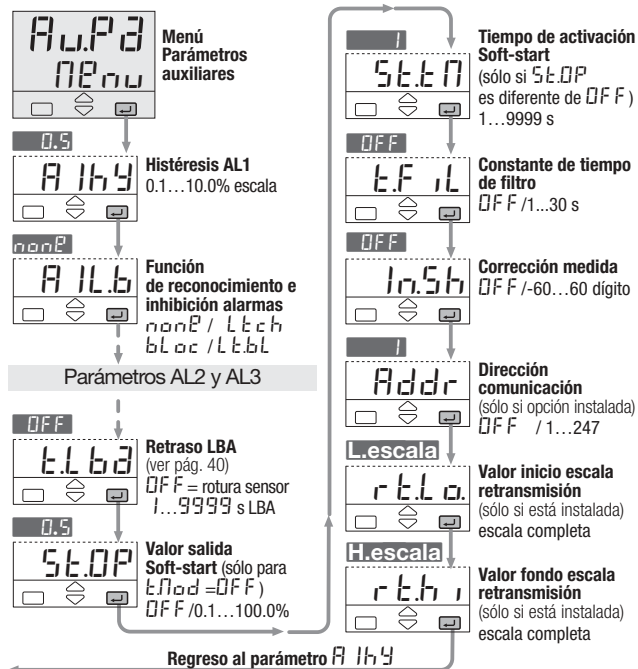 Au.Pa
MEnu
Menú
Parámetros
auxiliares
0.5
A1hy
Histéresis AL1
0.1…10.0% escala
nonE
A1L.b
Función
de reconocimiento e
inhibición alarmas
nonE / Ltch
bLoc / Lt.bL
Parámetros AL2 y AL3
OFF
t.Lba
Retraso LBA
(ver pág. 40)
OFF = rotura sensor
1…9999 s LBA
0.5
St.OP
Valor salida
Soft-start (sólo para
t.Mod =OFF)
OFF/0.1…100.0%
1
St.tM
Tiempo de activación
Soft-start
(sólo si St.OP
es diferente de OFF)
1…9999 s
OFF
t.FiL
Constante de tiempo
de filtro
OFF/1...30 s
OFF
In.Sh
Corrección medida
OFF/-60…60 dígito
1
Addr
Dirección
comunicación
(sólo si opción instalada)
OFF / 1…247
L.escala
rt.Lo.
Valor inicio escala
retransmisión
(sólo si está instalada)
escala completa
H.escala
rt.hi
Valor fondo escala
retransmisión
(sólo si está instalada)
escala completa
Regreso al parámetro A1hy